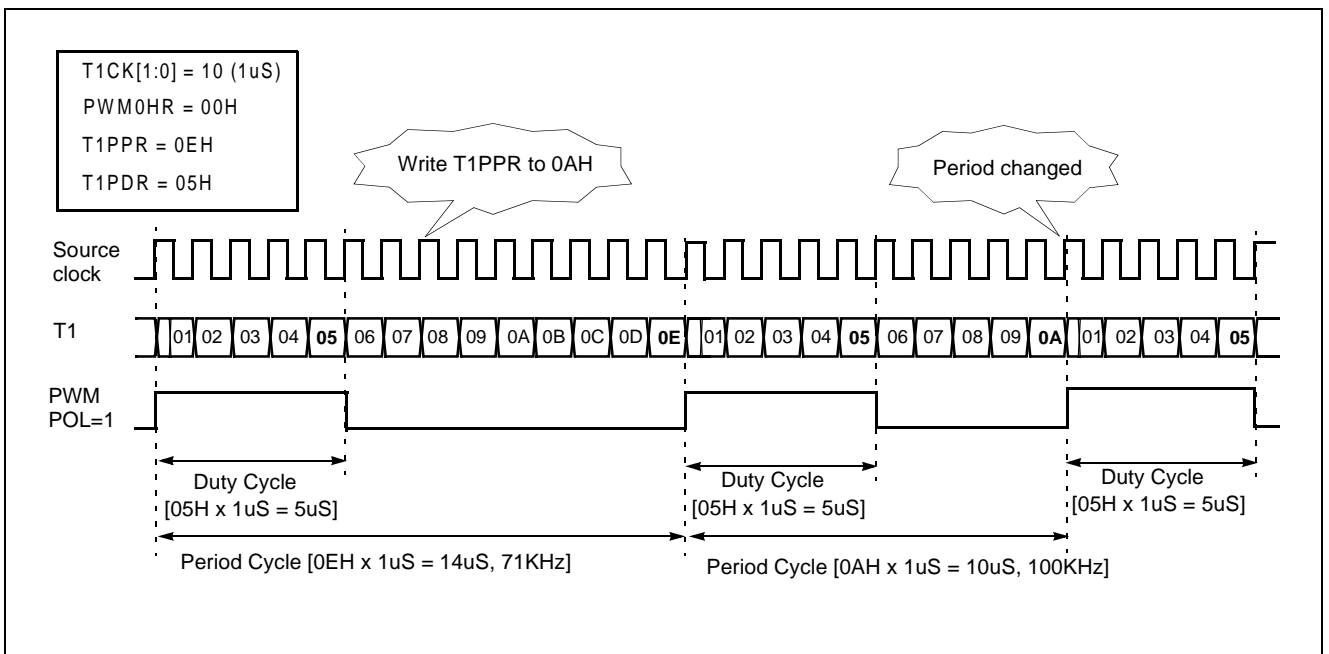 T1CK[1:0] = 10 (1uS)
PWM0HR = 00H
T1PPR = 0EH
T1PDR = 05H
Write T1PPR to 0AH
Period changed
Source
clock
T1
01 02 03 04 05 06 07 08 09 0A 0B 0C 0D 0E 01 02 03 04 05 06 07 08 09 0A 01 02 03 04 05
PWM
POL=1
Duty Cycle
[05H x 1uS = 5uS]
Duty Cycle
[05H x 1uS = 5uS]
Duty Cycle
[05H x 1uS = 5uS]
Period Cycle [0EH x 1uS = 14uS, 71KHz]
Period Cycle [0AH x 1uS = 10uS, 100KHz]